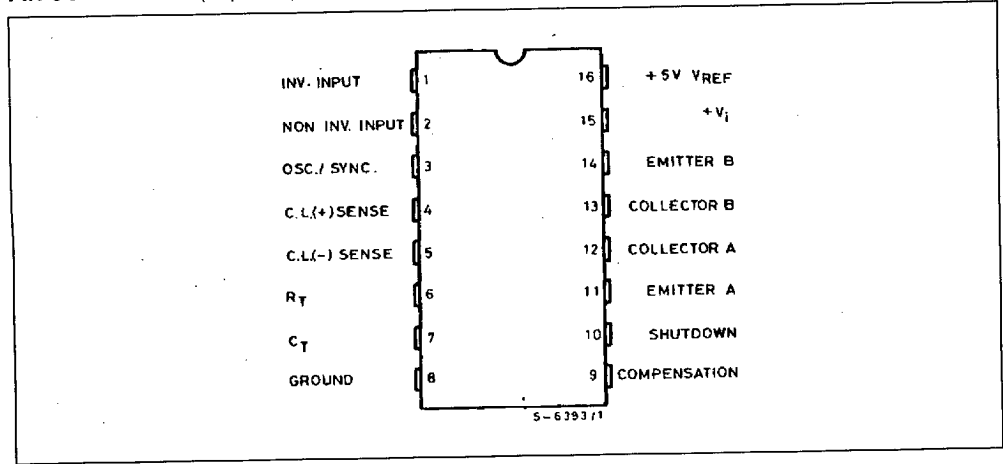 INV. INPUT 1
NON INV. INPUT 2
OSC./ SYNC. 3
C.L.(+) SENSE 4
C.L.(-) SENSE 5
RT 6
CT 7
GROUND 8
16 +5V VREF
15 +Vi
14 EMITTER B
13 COLLECTOR B
12 COLLECTOR A
11 EMITTER A
10 SHUTDOWN
9 COMPENSATION
S-6393/1